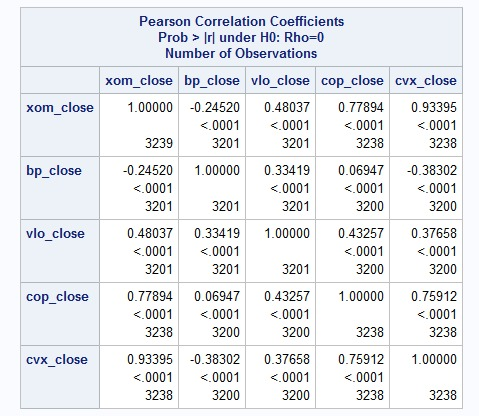 Pearson Correlation Coefficients
Prob > |r| under H0: Rho=0
Number of Observations
xom_close bp_close vlo_close cop_close cvx_close
xom_close 1.00000 -0.24520 0.48037 0.77894 0.93395
<.0001 <.0001 <.0001 <.0001
3239 3201 3201 3238 3238
bp_close -0.24520 1.00000 0.33419 0.06947 -0.38302
<.0001 <.0001 <.0001 <.0001
3201 3201 3201 3200 3200
vlo_close 0.48037 0.33419 1.00000 0.43257 0.37658
<.0001 <.0001 <.0001 <.0001
3201 3201 3201 3200 3200
cop_close 0.77894 0.06947 0.43257 1.00000 0.75912
<.0001 <.0001 <.0001 <.0001
3238 3200 3200 3238 3238
cvx_close 0.93395 -0.38302 0.37658 0.75912 1.00000
<.0001 <.0001 <.0001 <.0001
3238 3200 3200 3238 3238